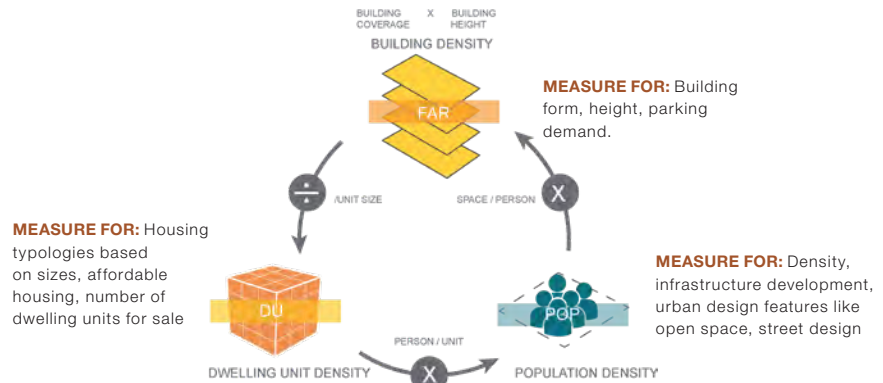 BUILDING COVERAGE X BUILDING HEIGHT
BUILDING DENSITY
FAR
MEASURE FOR: Building
form, height, parking
demand.
÷
/UNIT SIZE
SPACE / PERSON
X
MEASURE FOR: Housing
typologies based
on sizes, affordable
housing, number of
dwelling units for sale
DU
DWELLING UNIT DENSITY
PERSON / UNIT
X
POP
POPULATION DENSITY
MEASURE FOR: Density,
infrastructure development,
urban design features like
open space, street design